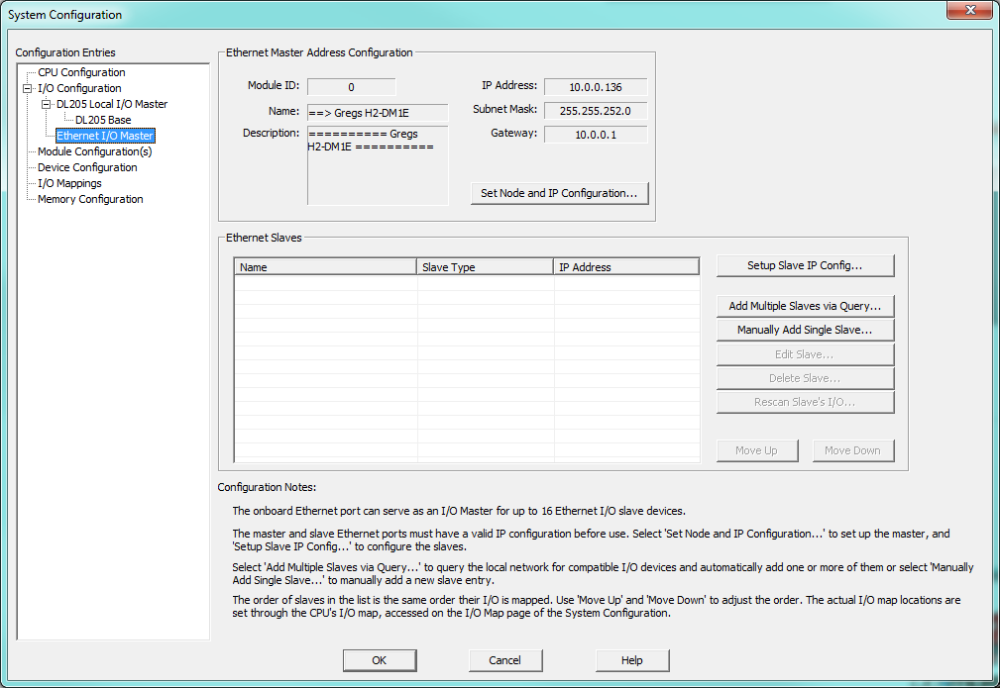 System Configuration
Configuration Entries
CPU Configuration
I/O Configuration
DL205 Local I/O Master
DL205 Base
Ethernet I/O Master
Module Configuration(s)
Device Configuration
I/O Mappings
Memory Configuration
Ethernet Master Address Configuration
Module ID: 0
Name: ==> Gregs H2-DM1E
Description: ========== Gregs
H2-DM1E ==========
IP Address: 10.0.0.136
Subnet Mask: 255.255.252.0
Gateway: 10.0.0.1
Set Node and IP Configuration...
Ethernet Slaves
Name Slave Type IP Address
Setup Slave IP Config...
Add Multiple Slaves via Query...
Manually Add Single Slave...
Edit Slave...
Delete Slave...
Rescan Slave's I/O...
Move Up Move Down
Configuration Notes:
The onboard Ethernet port can serve as an I/O Master for up to 16 Ethernet I/O slave devices.
The master and slave Ethernet ports must have a valid IP configuration before use. Select 'Set Node and IP Configuration...' to set up the master, and
'Setup Slave IP Config...' to configure the slaves.
Select 'Add Multiple Slaves via Query...' to query the local network for compatible I/O devices and automatically add one or more of them or select 'Manually
Add Single Slave...' to manually add a new slave entry.
The order of slaves in the list is the same order their I/O is mapped. Use 'Move Up' and 'Move Down' to adjust the order. The actual I/O map locations are
set through the CPU's I/O map, accessed on the I/O Map page of the System Configuration.
OK Cancel Help